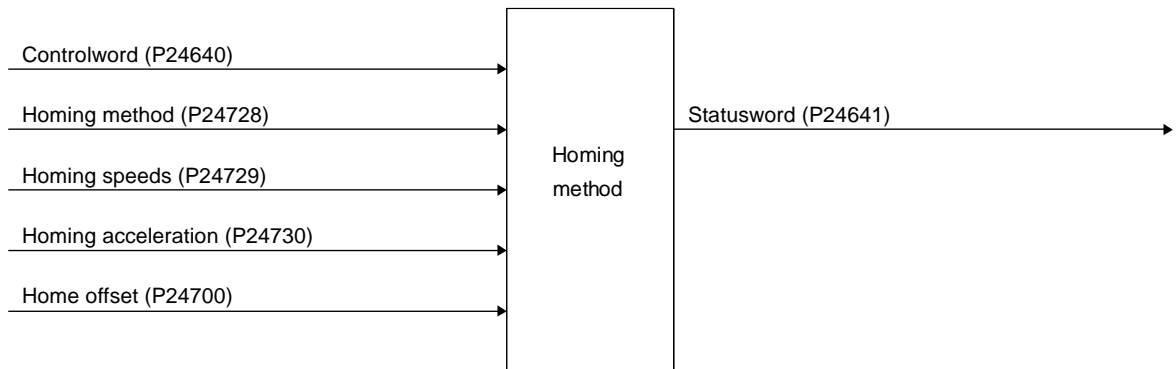 Controlword (P24640)
Homing method (P24728)
Homing speeds (P24729)
Homing acceleration (P24730)
Home offset (P24700)
Homing
method
Statusword (P24641)